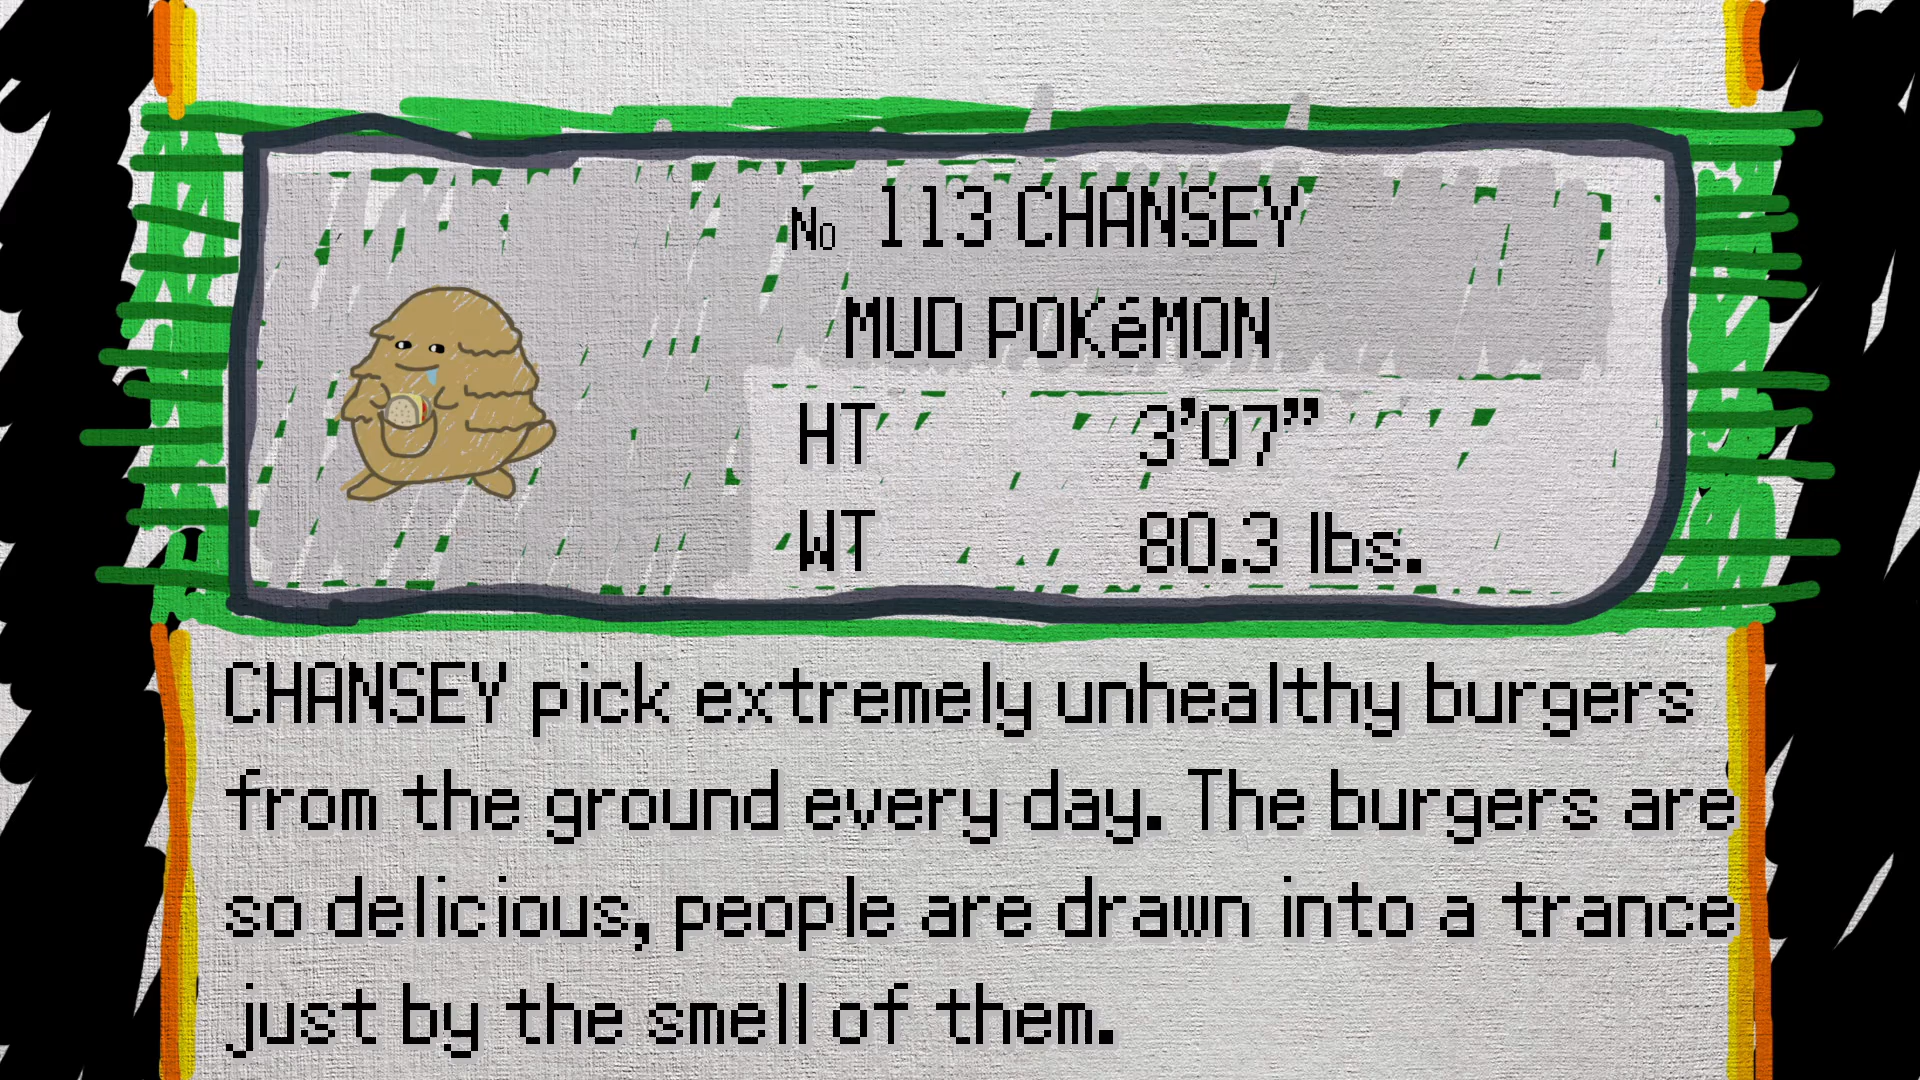 No 113 CHANSEY
MUD POKéMON
HT 3'07”
WT 80.3 lbs.
CHANSEY pick extremely unhealthy burgers
from the ground every day. The burgers are
so delicious, people are drawn into a trance
just by the smell of them.